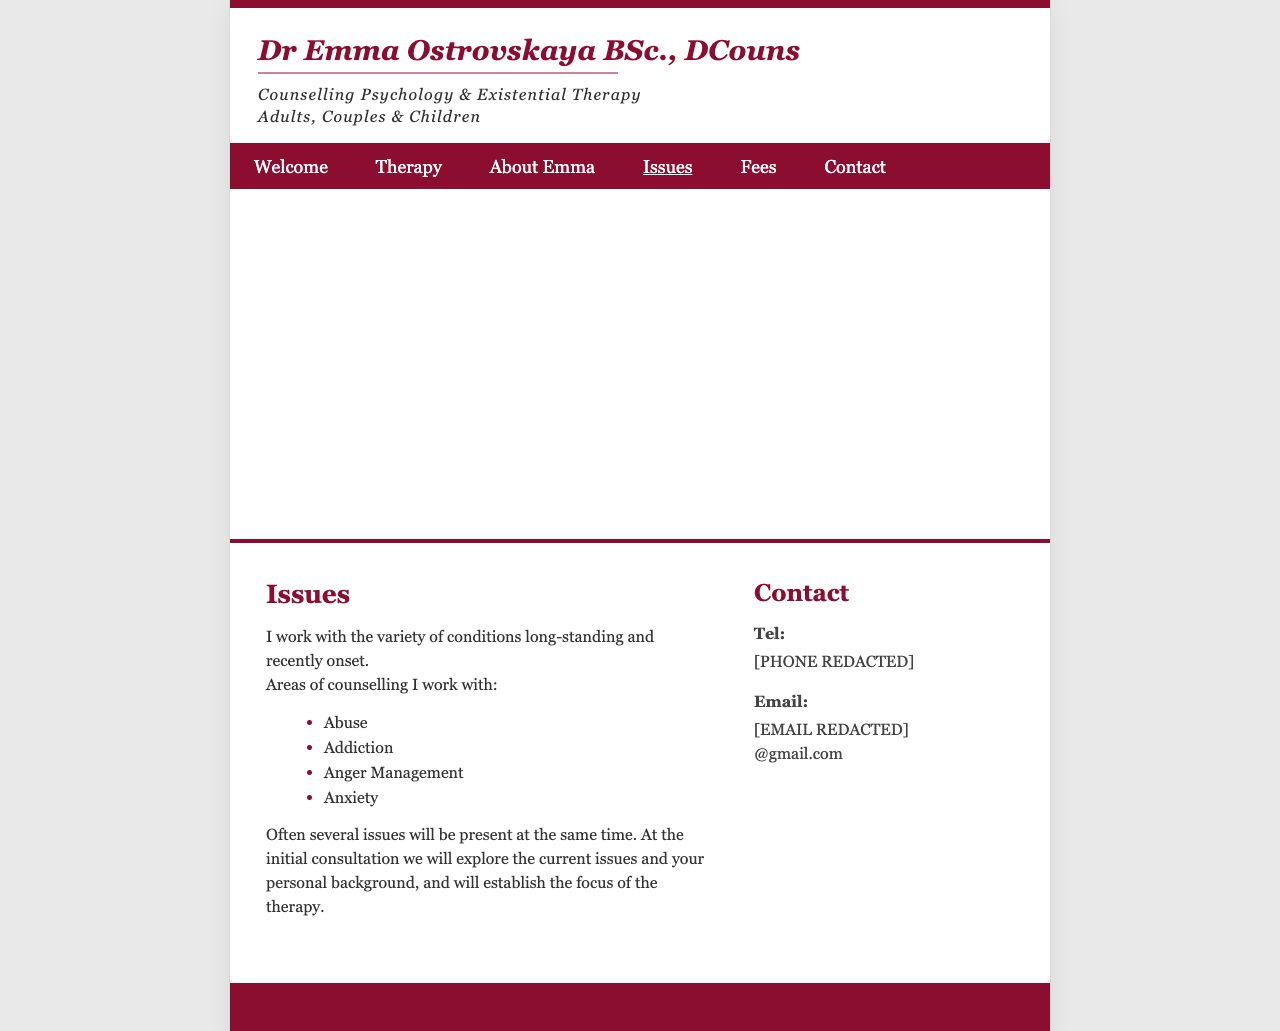 Dr Emma Ostrovskaya BSc., DCouns
Counselling Psychology & Existential Therapy
Adults, Couples & Children
Welcome Therapy About Emma Issues Fees Contact
Issues
I work with the variety of conditions long-standing and
recently onset.
Areas of counselling I work with:
• Abuse
• Addiction
• Anger Management
• Anxiety
Often several issues will be present at the same time. At the
initial consultation we will explore the current issues and your
personal background, and will establish the focus of the
therapy.
Contact
Tel:
[PHONE REDACTED]
Email:
[EMAIL REDACTED]
@gmail.com